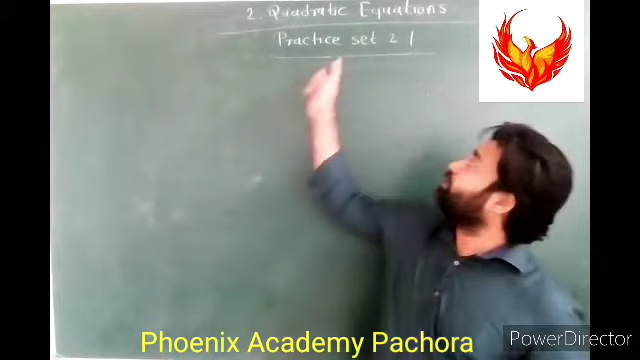 2. Quadratic Equations
Practice set 2 1
Phoenix Academy Pachora
PowerDirector